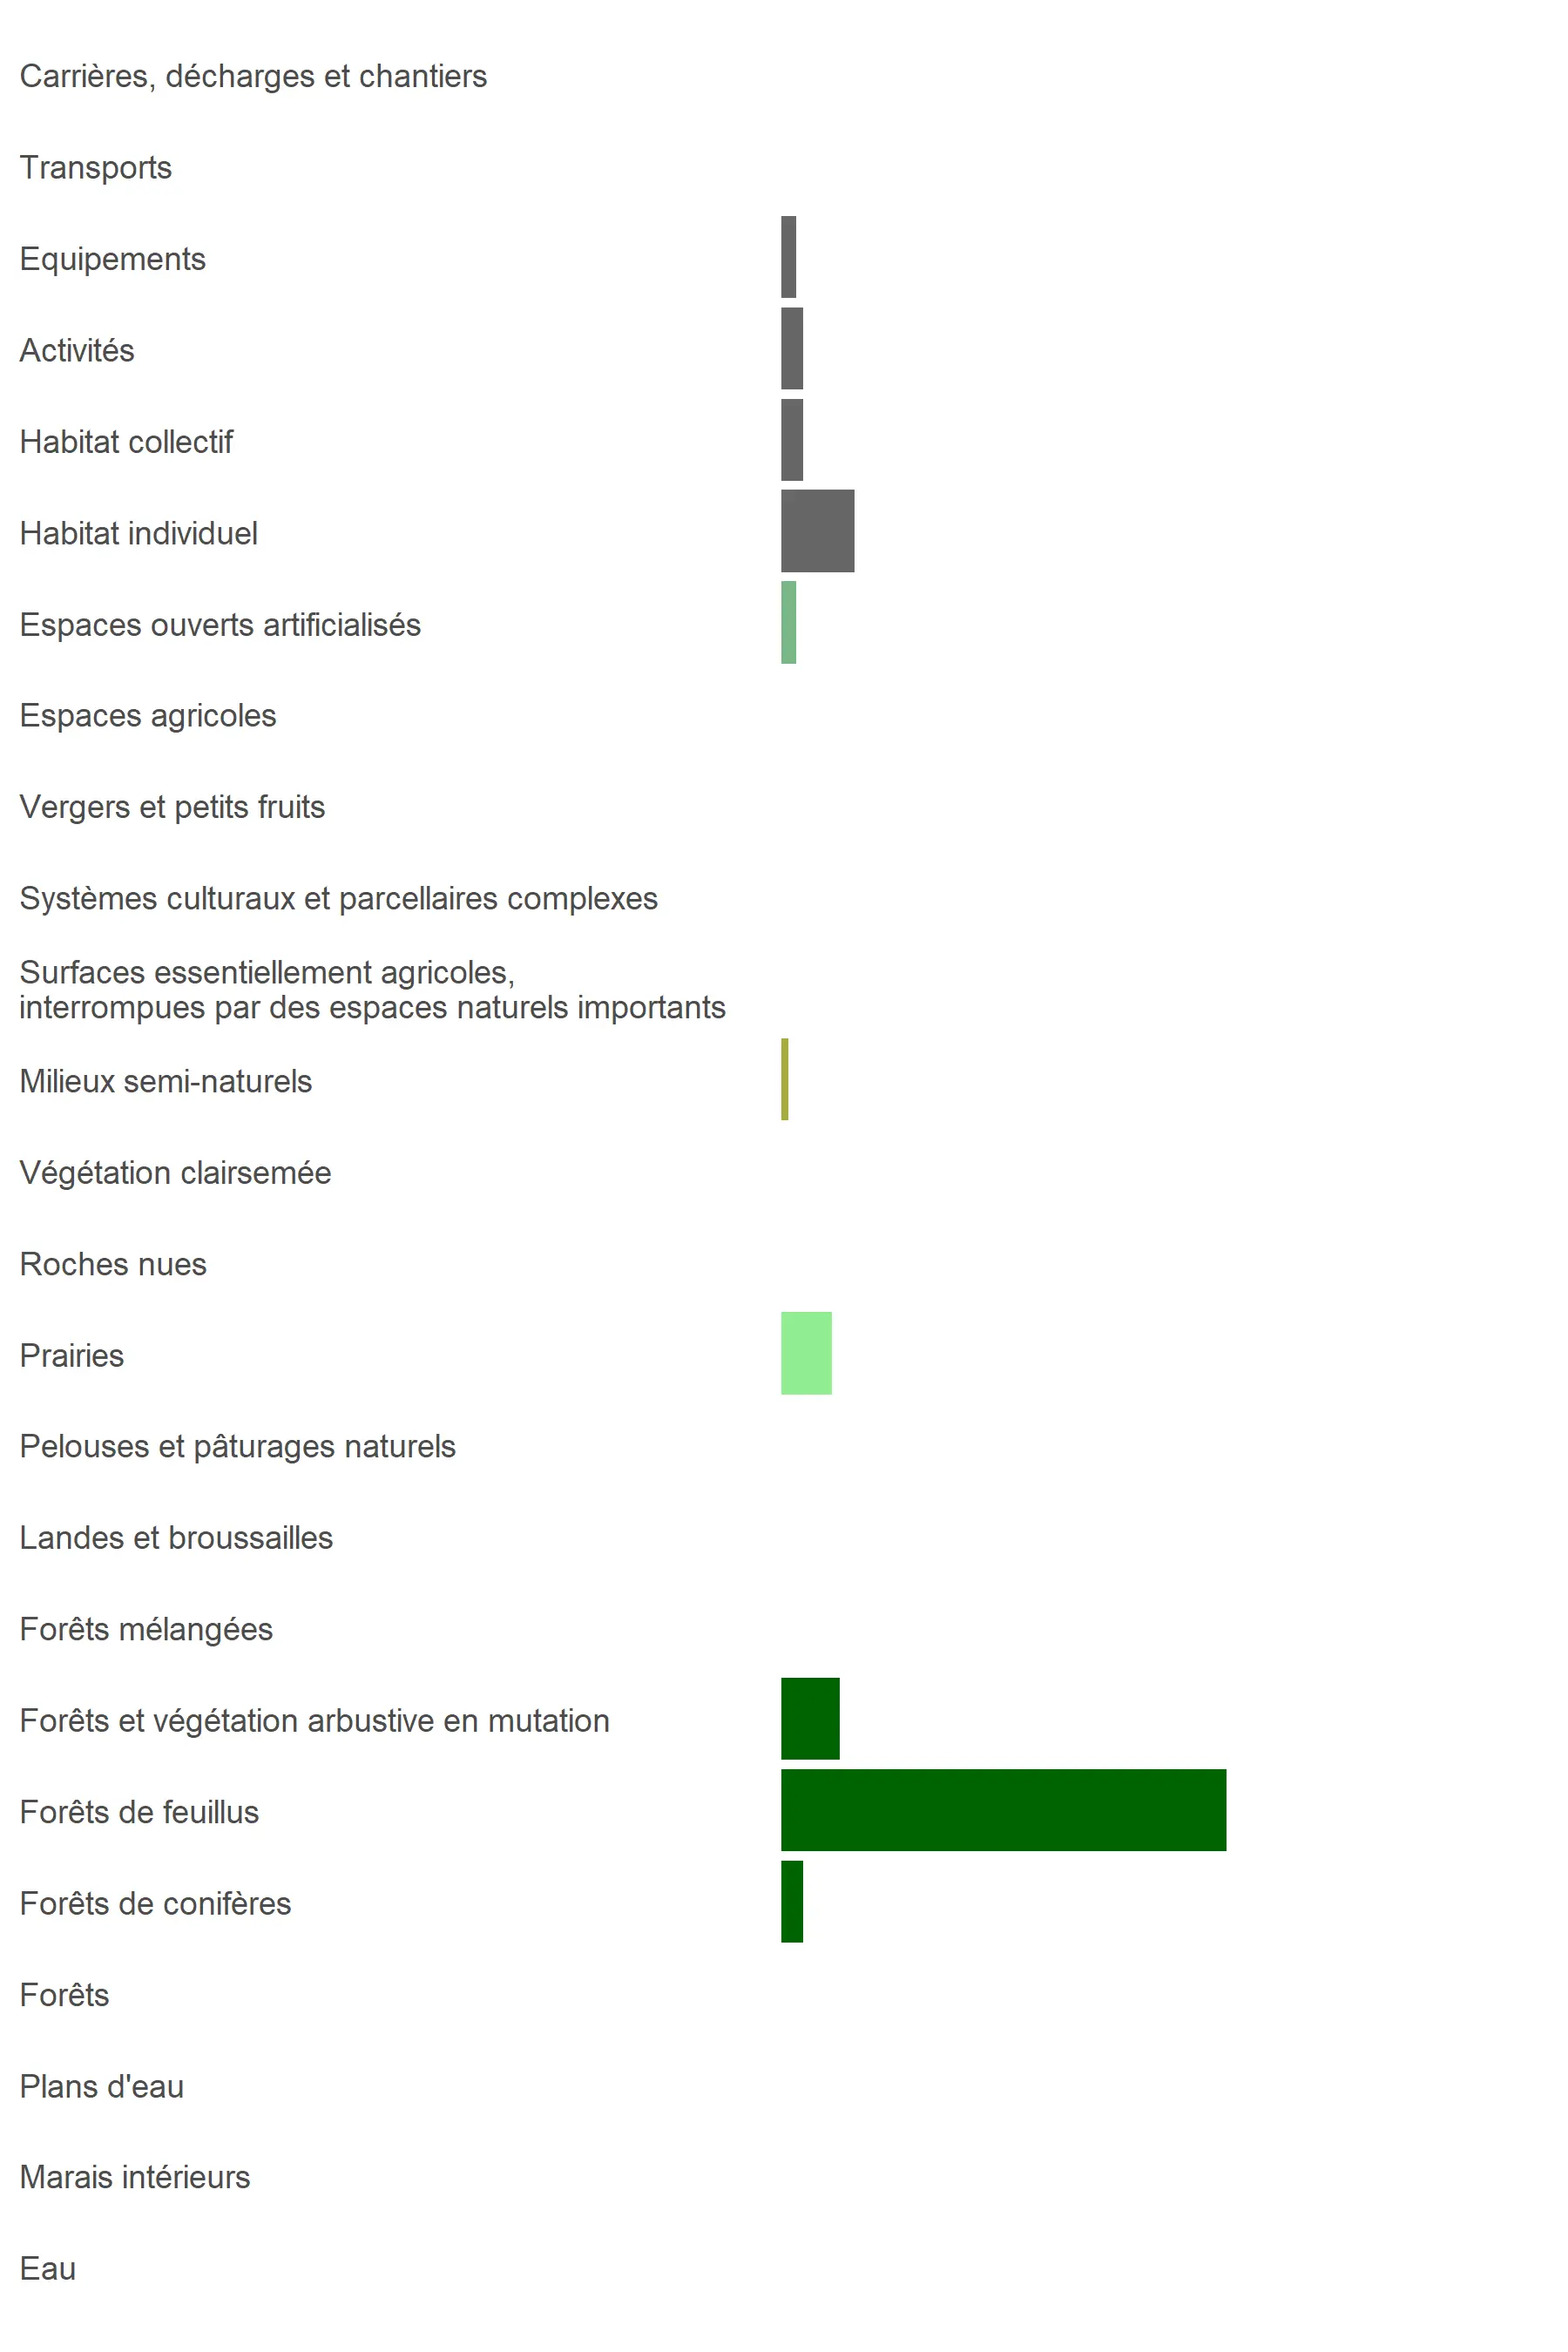 Carrières, décharges et chantiers
Transports
Equipements
Activités
Habitat collectif
Habitat individuel
Espaces ouverts artificialisés
Espaces agricoles
Vergers et petits fruits
Systèmes culturaux et parcellaires complexes
Surfaces essentiellement agricoles,
interrompues par des espaces naturels importants
Milieux semi-naturels
Végétation clairsemée
Roches nues
Prairies
Pelouses et pâturages naturels
Landes et broussailles
Forêts mélangées
Forêts et végétation arbustive en mutation
Forêts de feuillus
Forêts de conifères
Forêts
Plans d'eau
Marais intérieurs
Eau